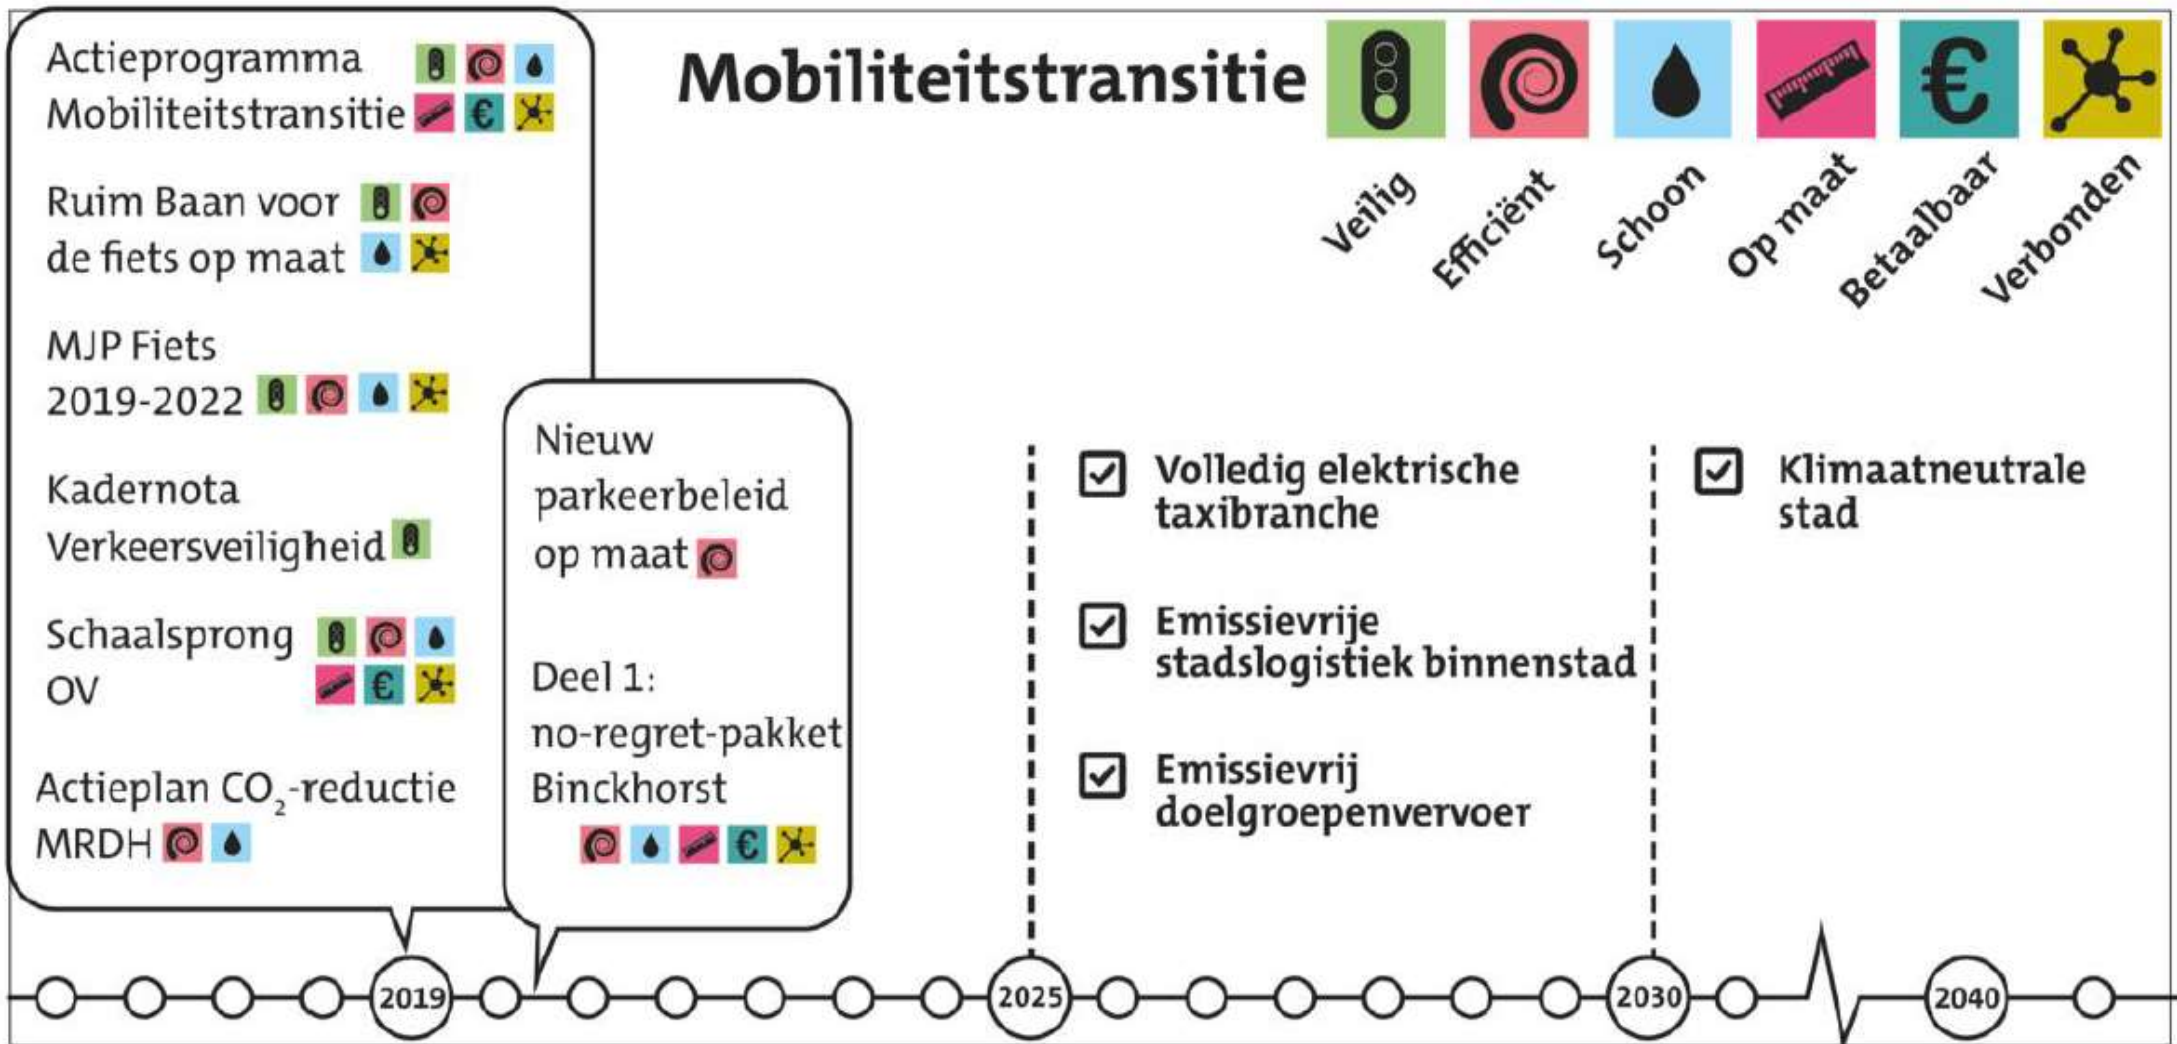 Mobiliteitstransitie
Veilig
Efficiënt
Schoon
Op maat
Betaalbaar
Verbonden
Actieprogramma
Mobiliteitstransitie €
Ruim Baan voor
de fiets op maat
MJP Fiets
2019-2022
Kadernota
Verkeersveiligheid
Schaalsprong
OV €
Actieplan CO₂-reductie
MRDH
Nieuw
parkeerbeleid
op maat
Deel 1:
no-regret-pakket
Binckhorst
€
Volledig elektrische
taxibranche
Emissievrije
stadslogistiek binnenstad
Emissievrij
doelgroepenvervoer
Klimaatneutrale
stad
2019
2025
2030
2040